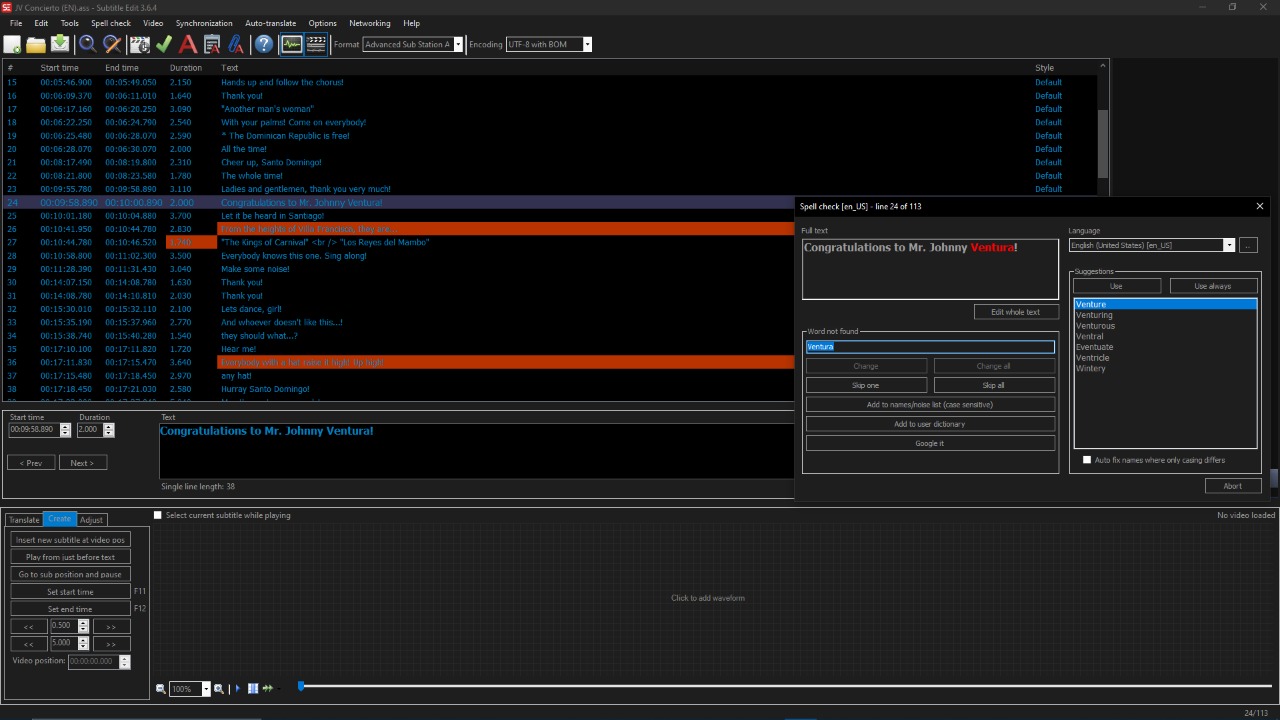 JV Concierto (EN).ass - Subtitle Edit 3.6.4
File Edit Tools Spell check Video Synchronization Auto-translate Options Networking Help
Format Advanced Sub Station A Encoding UTF-8 with BOM
# Start time End time Duration Text Style
15 00:05:46.900 00:05:49.050 2.150 Hands up and follow the chorus! Default
16 00:06:09.370 00:06:11.010 1.640 Thank you! Default
17 00:06:17.160 00:06:20.250 3.090 "Another man's woman" Default
18 00:06:22.250 00:06:24.790 2.540 With your palms! Come on everybody! Default
19 00:06:25.480 00:06:28.070 2.590 * The Dominican Republic is free! Default
20 00:06:28.070 00:06:30.070 2.000 All the time! Default
21 00:08:17.490 00:08:19.800 2.310 Cheer up, Santo Domingo! Default
22 00:08:21.800 00:08:23.580 1.780 The whole time! Default
23 00:09:55.780 00:09:58.890 3.110 Ladies and gentlemen, thank you very much! Default
24 00:09:58.890 00:10:00.890 2.000 Congratulations to Mr. Johnny Ventura!
25 00:10:01.180 00:10:04.880 3.700 Let it be heard in Santiago!
26 00:10:41.950 00:10:44.780 2.830 From the heights of Villa Francisca, they are...
27 00:10:44.780 00:10:46.520 1.740 "The Kings of Carnival" <br /> "Los Reyes del Mambo"
28 00:10:58.800 00:11:02.300 3.500 Everybody knows this one. Sing along!
29 00:11:28.390 00:11:31.430 3.040 Make some noise!
30 00:14:07.150 00:14:08.780 1.630 Thank you!
31 00:14:08.780 00:14:10.810 2.030 Thank you!
32 00:15:30.010 00:15:32.110 2.100 Lets dance, girl!
33 00:15:35.190 00:15:37.960 2.770 And whoever doesn't like this...!
34 00:15:38.740 00:15:40.280 1.540 they should what...?
35 00:17:10.100 00:17:11.820 1.720 Hear me!
36 00:17:11.830 00:17:15.470 3.640 Everybody with a hat raise it high! Up high!
37 00:17:15.480 00:17:18.450 2.970 any hat!
38 00:17:18.450 00:17:21.030 2.580 Hurray Santo Domingo!
Start time Duration Text
00:09:58.890 2.000 Congratulations to Mr. Johnny Ventura!
< Prev Next >
Single line length: 38
Spell check [en_US] - line 24 of 113
Full text
Congratulations to Mr. Johnny Ventura!
Edit whole text
Word not found
Ventura
Change Change all
Skip one Skip all
Add to names/noise list (case sensitive)
Add to user dictionary
Google it
Language
English (United States) [en_US] ...
Suggestions
Use Use always
Venture
Venturing
Venturous
Ventral
Eventuate
Ventricle
Wintery
Auto fix names where only casing differs
Abort
Translate Create Adjust
Select current subtitle while playing No video loaded
Insert new subtitle at video pos
Play from just before text
Go to sub position and pause
Set start time F11
Set end time F12
<< 0.500 >>
<< 5.000 >>
Video position: 00:00:00.000
Click to add waveform
100%
24/113